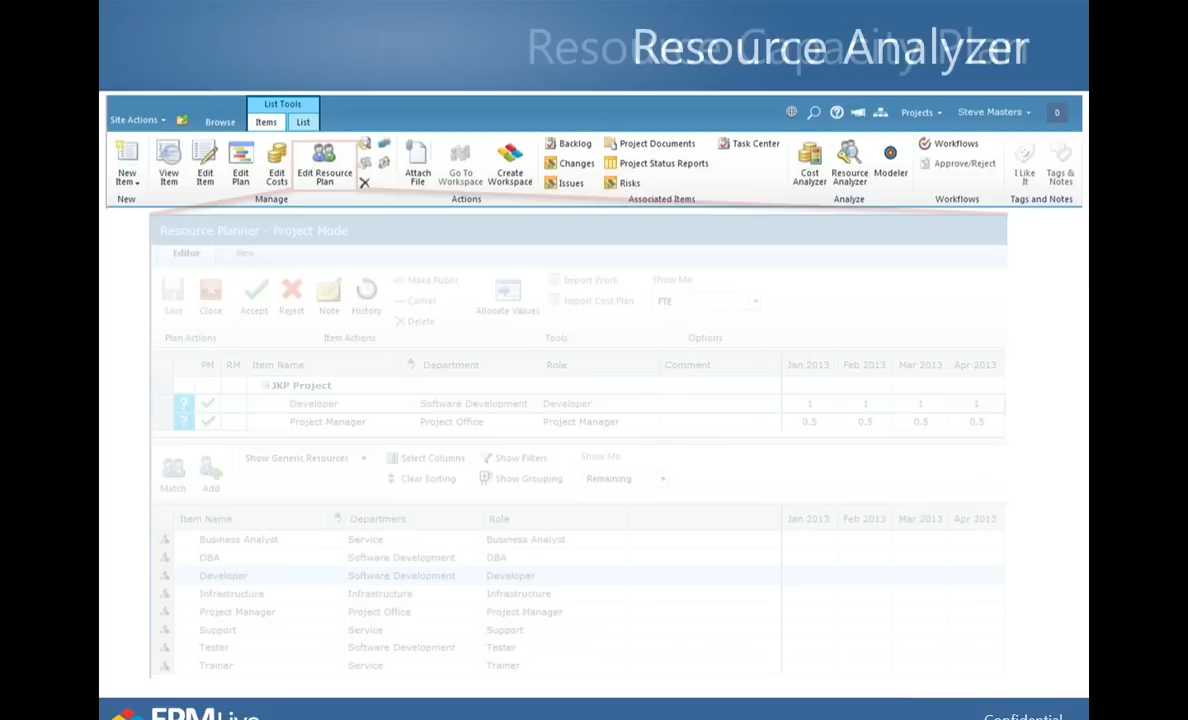 Resource Capacity Plan
Resource Analyzer
List Tools
Site Actions Browse Items List Projects Steve Masters 0
New Item View Item Edit Item Edit Plan Edit Costs Edit Resource Plan Attach File Go To Workspace Create Workspace Backlog Project Documents Task Center Cost Analyzer Resource Analyzer Modeler Workflows I Like It Tags & Notes
Changes Project Status Reports Approve/Reject
Issues Risks
New Manage Actions Associated Items Analyze Workflows Tags and Notes
Resource Planner - Project Mode
Editor View
Save Close Accept Reject Note History Make Public Allocate Values Import Work Show Me:
Cancel Import Cost Plan FTE
Delete
Plan Actions Item Actions Tools Options
PM RM Item Name Department Role Comment Jan 2013 Feb 2013 Mar 2013 Apr 2013
JKP Project
? Developer Software Development Developer 1 1 1 1
? Project Manager Project Office Project Manager 0.5 0.5 0.5 0.5
Match Add Show Generic Resources Select Columns Show Filters Show Me
Clear Sorting Show Grouping Remaining
Item Name Department Role Jan 2013 Feb 2013 Mar 2013 Apr 2013
Business Analyst Service Business Analyst
DBA Software Development DBA
Developer Software Development Developer
Infrastructure Infrastructure Infrastructure
Project Manager Project Office Project Manager
Support Service Support
Tester Software Development Tester
Trainer Service Trainer
EPMLive Confidential